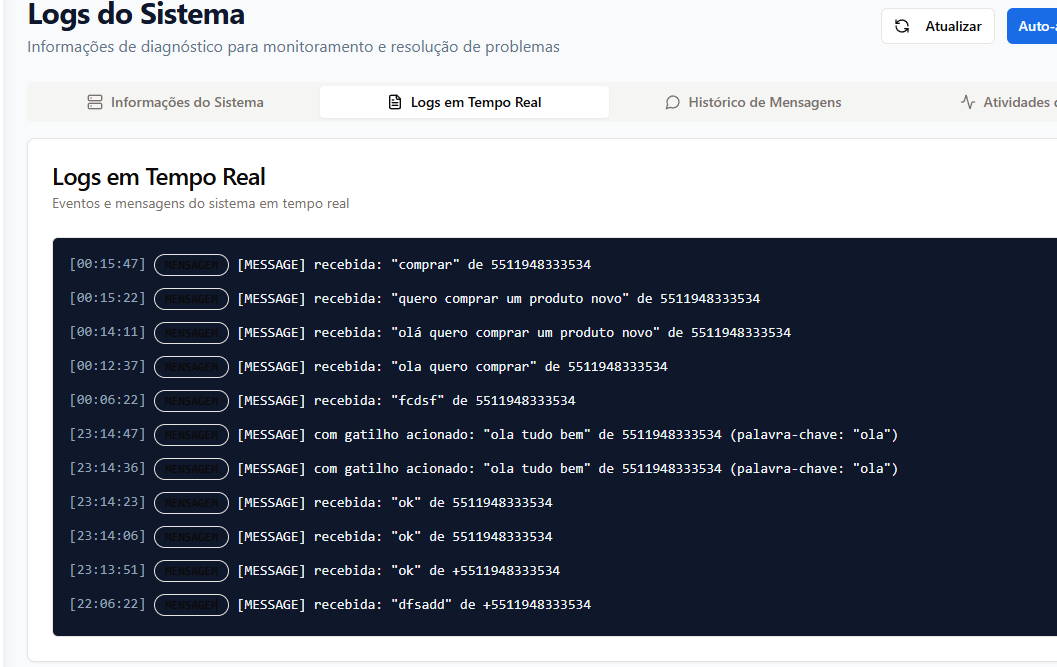 Logs do Sistema
Informações de diagnóstico para monitoramento e resolução de problemas
Atualizar
Auto-
Informações do Sistema
Logs em Tempo Real
Histórico de Mensagens
Atividades
Logs em Tempo Real
Eventos e mensagens do sistema em tempo real
[00:15:47] MENSAGEM [MESSAGE] recebida: "comprar" de 5511948333534
[00:15:22] MENSAGEM [MESSAGE] recebida: "quero comprar um produto novo" de 5511948333534
[00:14:11] MENSAGEM [MESSAGE] recebida: "olá quero comprar um produto novo" de 5511948333534
[00:12:37] MENSAGEM [MESSAGE] recebida: "ola quero comprar" de 5511948333534
[00:06:22] MENSAGEM [MESSAGE] recebida: "fcdsf" de 5511948333534
[23:14:47] MENSAGEM [MESSAGE] com gatilho acionado: "ola tudo bem" de 5511948333534 (palavra-chave: "ola")
[23:14:36] MENSAGEM [MESSAGE] com gatilho acionado: "ola tudo bem" de 5511948333534 (palavra-chave: "ola")
[23:14:23] MENSAGEM [MESSAGE] recebida: "ok" de 5511948333534
[23:14:06] MENSAGEM [MESSAGE] recebida: "ok" de 5511948333534
[23:13:51] MENSAGEM [MESSAGE] recebida: "ok" de +5511948333534
[22:06:22] MENSAGEM [MESSAGE] recebida: "dfsadd" de +5511948333534